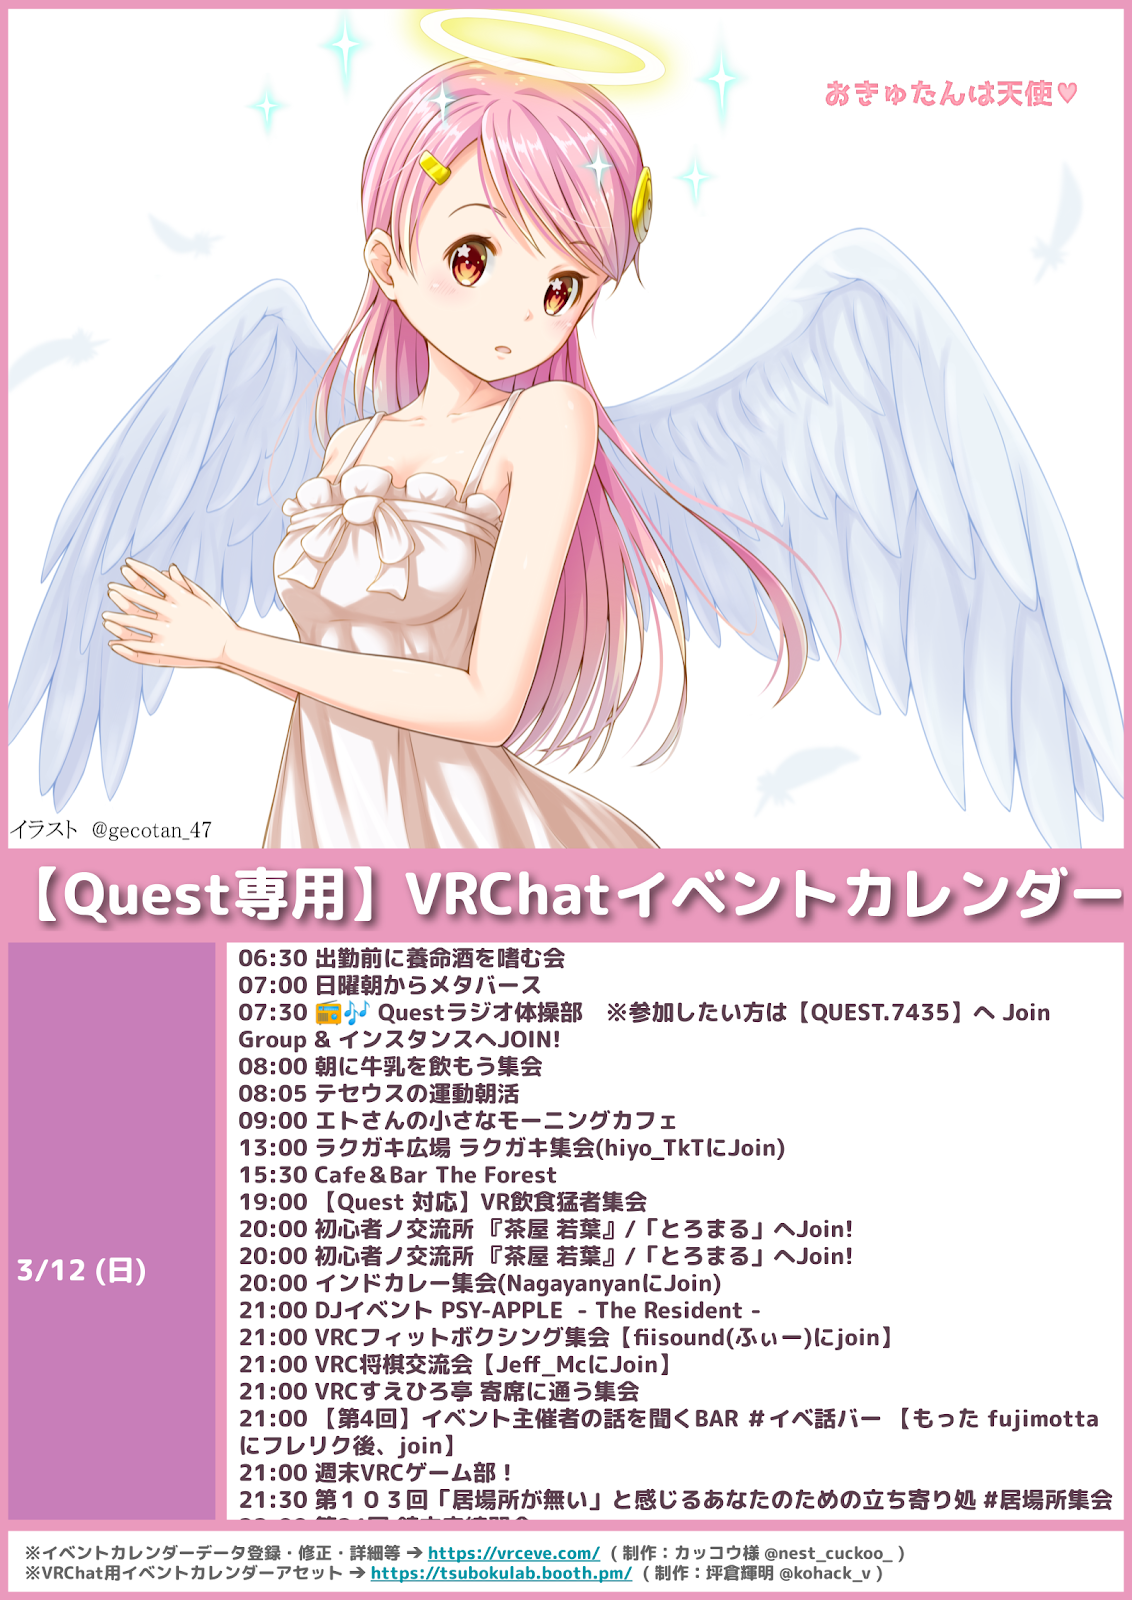 おきゅたんは天使♥
イラスト @gecotan_47
【Quest専用】VRChatイベントカレンダー
3/12 (日)
06:30 出勤前に養命酒を嗜む会
07:00 日曜朝からメタバース
07:30 📻🎶 Questラジオ体操部　※参加したい方は【QUEST.7435】へ Join
Group & インスタンスへJOIN!
08:00 朝に牛乳を飲もう集会
08:05 テセウスの運動朝活
09:00 エトさんの小さなモーニングカフェ
13:00 ラクガキ広場 ラクガキ集会(hiyo_TkTにJoin)
15:30 Cafe＆Bar The Forest
19:00 【Quest 対応】VR飲食猛者集会
20:00 初心者ノ交流所 『茶屋 若葉』/「とろまる」へJoin!
20:00 初心者ノ交流所 『茶屋 若葉』/「とろまる」へJoin!
20:00 インドカレー集会(NagayanyanにJoin)
21:00 DJイベント PSY-APPLE - The Resident -
21:00 VRCフィットボクシング集会【fiisound(ふぃー)にjoin】
21:00 VRC将棋交流会【Jeff_McにJoin】
21:00 VRCすえひろ亭 寄席に通う集会
21:00 【第4回】イベント主催者の話を聞くBAR ＃イベ話バー 【もった fujimotta
にフレリク後、join】
21:00 週末VRCゲーム部！
21:30 第１０３回「居場所が無い」と感じるあなたのための立ち寄り処 #居場所集会
※イベントカレンダーデータ登録・修正・詳細等 ➔ https://vrceve.com/ ( 制作：カッコウ様 @nest_cuckoo_ )
※VRChat用イベントカレンダーアセット ➔ https://tsubokulab.booth.pm/ ( 制作：坪倉輝明 @kohack_v )